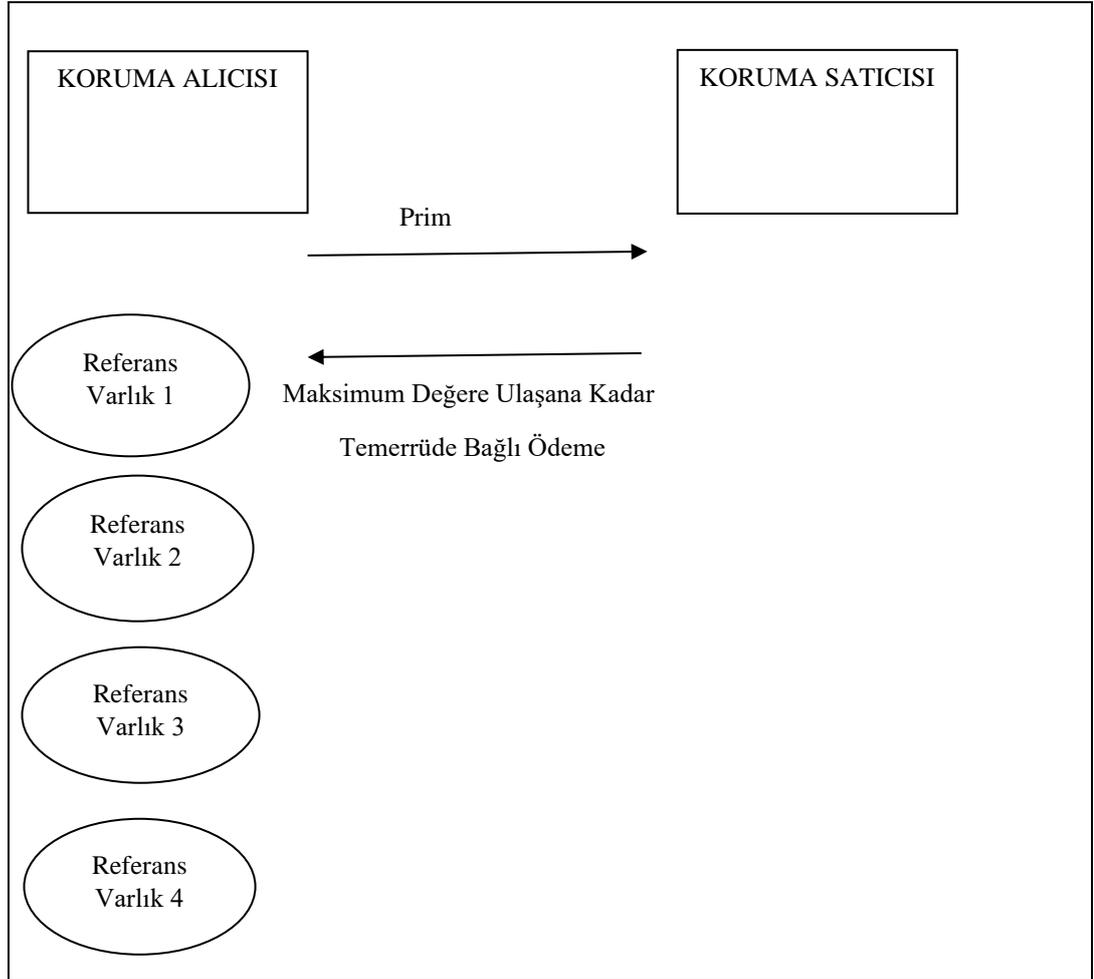 KORUMA ALICISI
KORUMA SATICISI
Prim
Referans
Varlık 1
Maksimum Değere Ulaşana Kadar
Temerrüde Bağlı Ödeme
Referans
Varlık 2
Referans
Varlık 3
Referans
Varlık 4